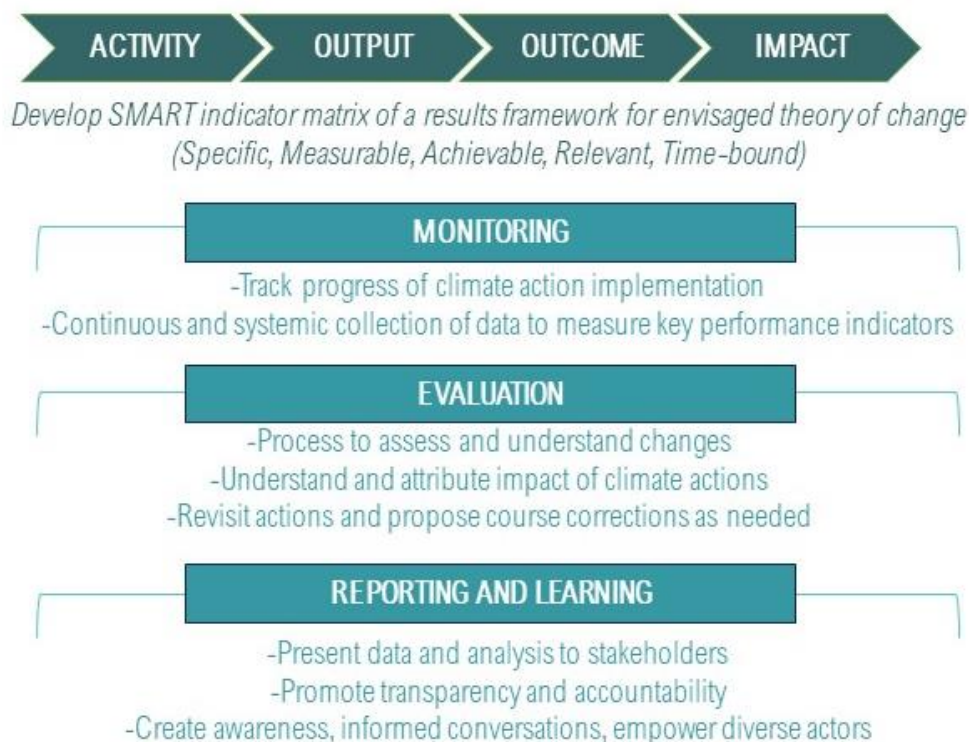 ACTIVITY OUTPUT OUTCOME IMPACT
Develop SMART indicator matrix of a results framework for envisaged theory of change
(Specific, Measurable, Achievable, Relevant, Time-bound)
MONITORING
-Track progress of climate action implementation
-Continuous and systemic collection of data to measure key performance indicators
EVALUATION
-Process to assess and understand changes
-Understand and attribute impact of climate actions
-Revisit actions and propose course corrections as needed
REPORTING AND LEARNING
-Present data and analysis to stakeholders
-Promote transparency and accountability
-Create awareness, informed conversations, empower diverse actors